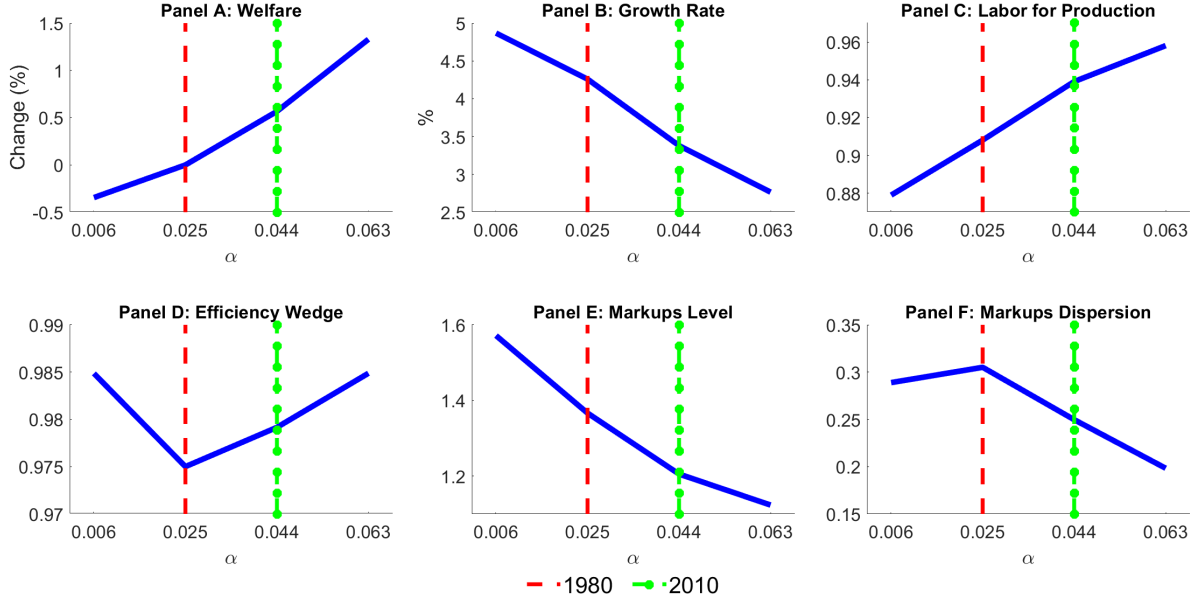 Panel A: Welfare
Change (%)
1.5
1
0.5
0
-0.5
0.006 0.025 0.044 0.063
α
Panel B: Growth Rate
%
5
4.5
4
3.5
3
2.5
0.006 0.025 0.044 0.063
α
Panel C: Labor for Production
0.96
0.94
0.92
0.9
0.88
0.006 0.025 0.044 0.063
α
Panel D: Efficiency Wedge
0.99
0.985
0.98
0.975
0.97
0.006 0.025 0.044 0.063
α
Panel E: Markups Level
1.6
1.4
1.2
0.006 0.025 0.044 0.063
α
Panel F: Markups Dispersion
0.35
0.3
0.25
0.2
0.15
0.006 0.025 0.044 0.063
α
1980 2010